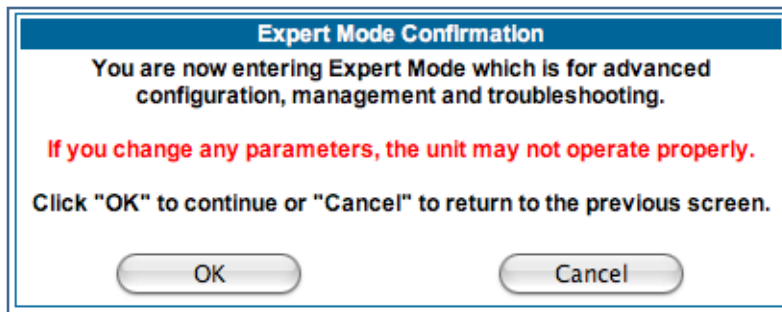 Expert Mode Confirmation
You are now entering Expert Mode which is for advanced
configuration, management and troubleshooting.
If you change any parameters, the unit may not operate properly.
Click "OK" to continue or "Cancel" to return to the previous screen.
OK
Cancel